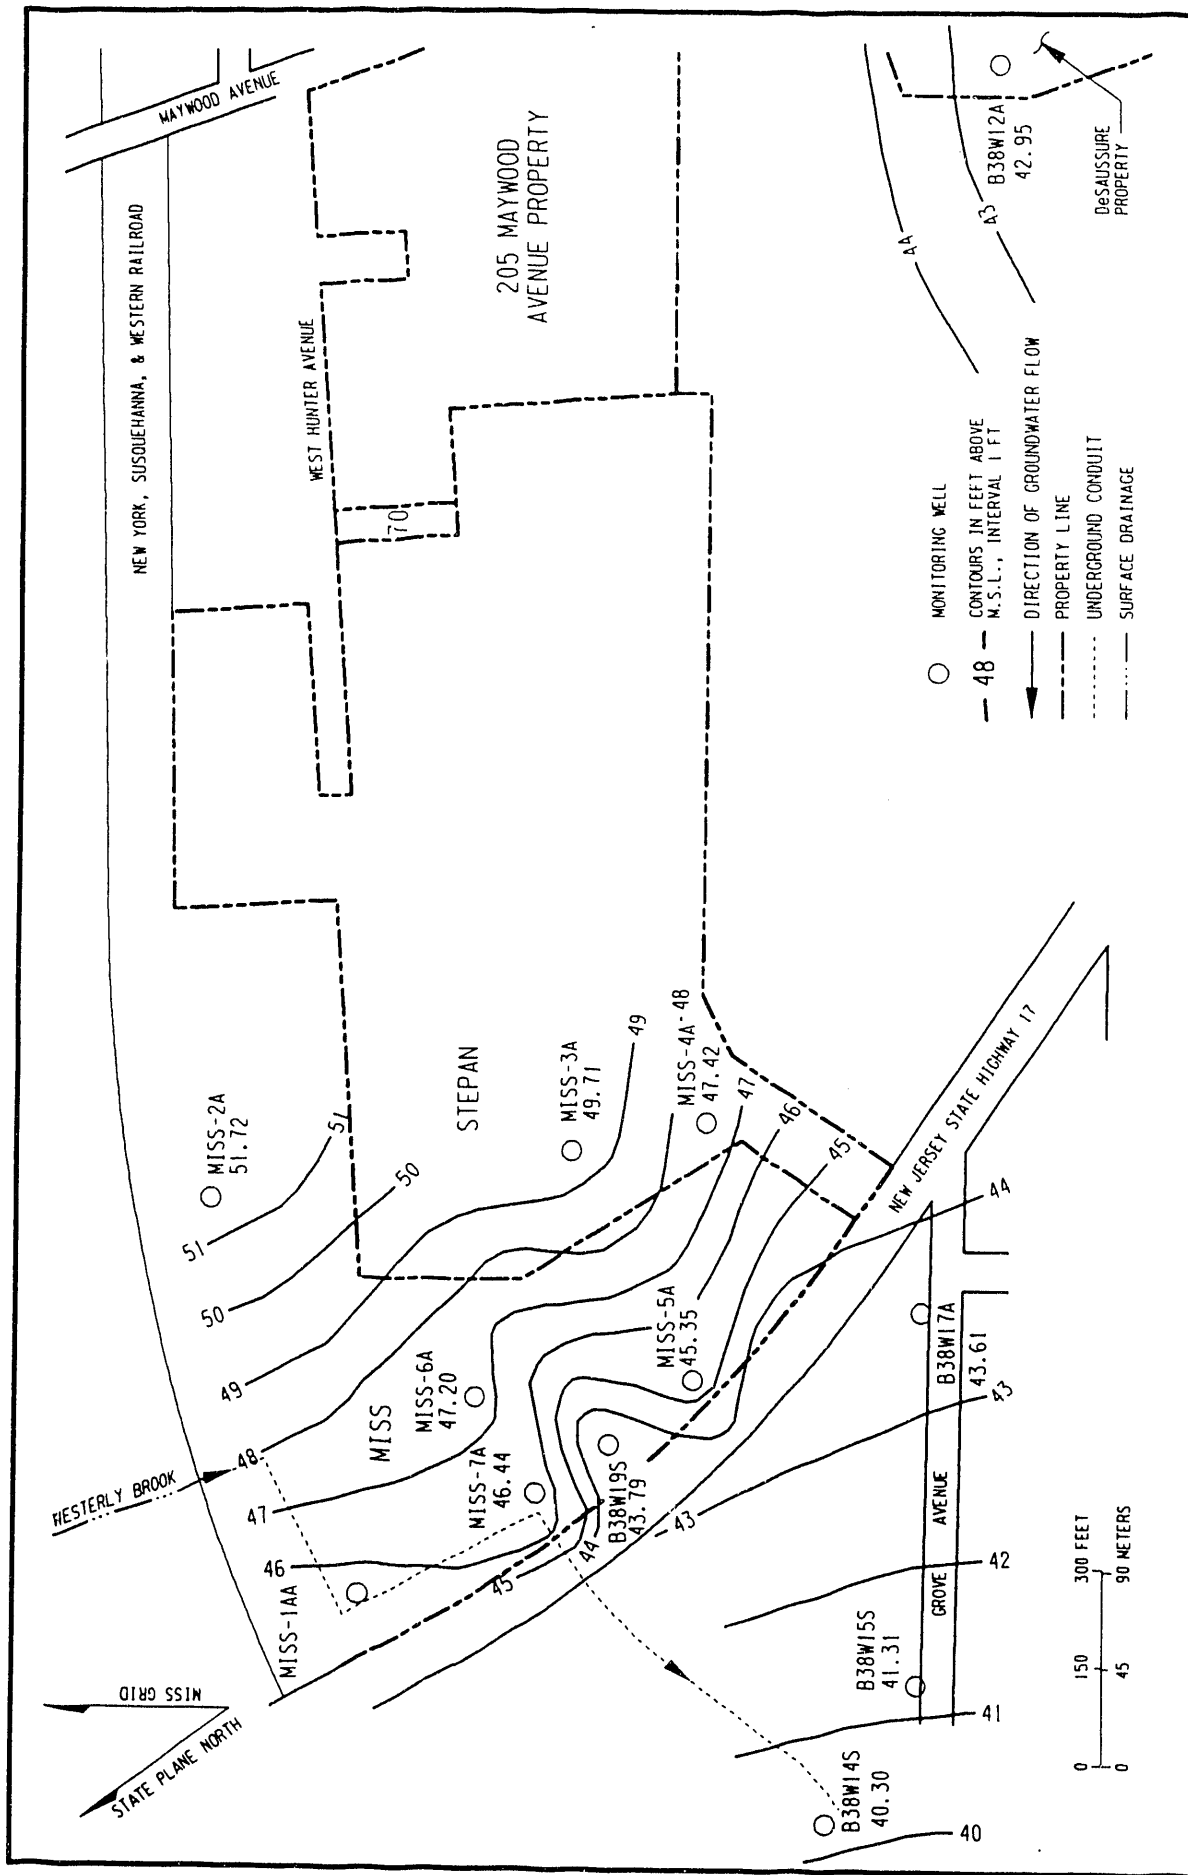 MAYWOOD AVENUE
NEW YORK, SUSQUEHANNA, & WESTERN RAILROAD
WEST HUNTER AVENUE
205 MAYWOOD
AVENUE PROPERTY
70
B38W12A
42.95
DeSAUSSURE
PROPERTY
44
43
STEPAN
MISS-2A
51.72
MISS-3A
49.71
MISS-4A
47.42
MISS-5A
45.35
MISS
MISS-6A
47.20
MISS-7A
46.44
MISS-1AA
B38W19S
43.79
B38W17A
43.61
B38W15S
41.31
B38W14S
40.30
51
51
50
50
49
49
48
48
47
47
46
46
45
45
44
44
43
43
42
41
40
WESTERLY BROOK
NEW JERSEY STATE HIGHWAY 17
GROVE AVENUE
MISS GRID
STATE PLANE NORTH
MONITORING WELL
48 CONTOURS IN FEET ABOVE
M.S.L., INTERVAL 1 FT
DIRECTION OF GROUNDWATER FLOW
PROPERTY LINE
UNDERGROUND CONDUIT
SURFACE DRAINAGE
0 150 300 FEET
0 45 90 METERS